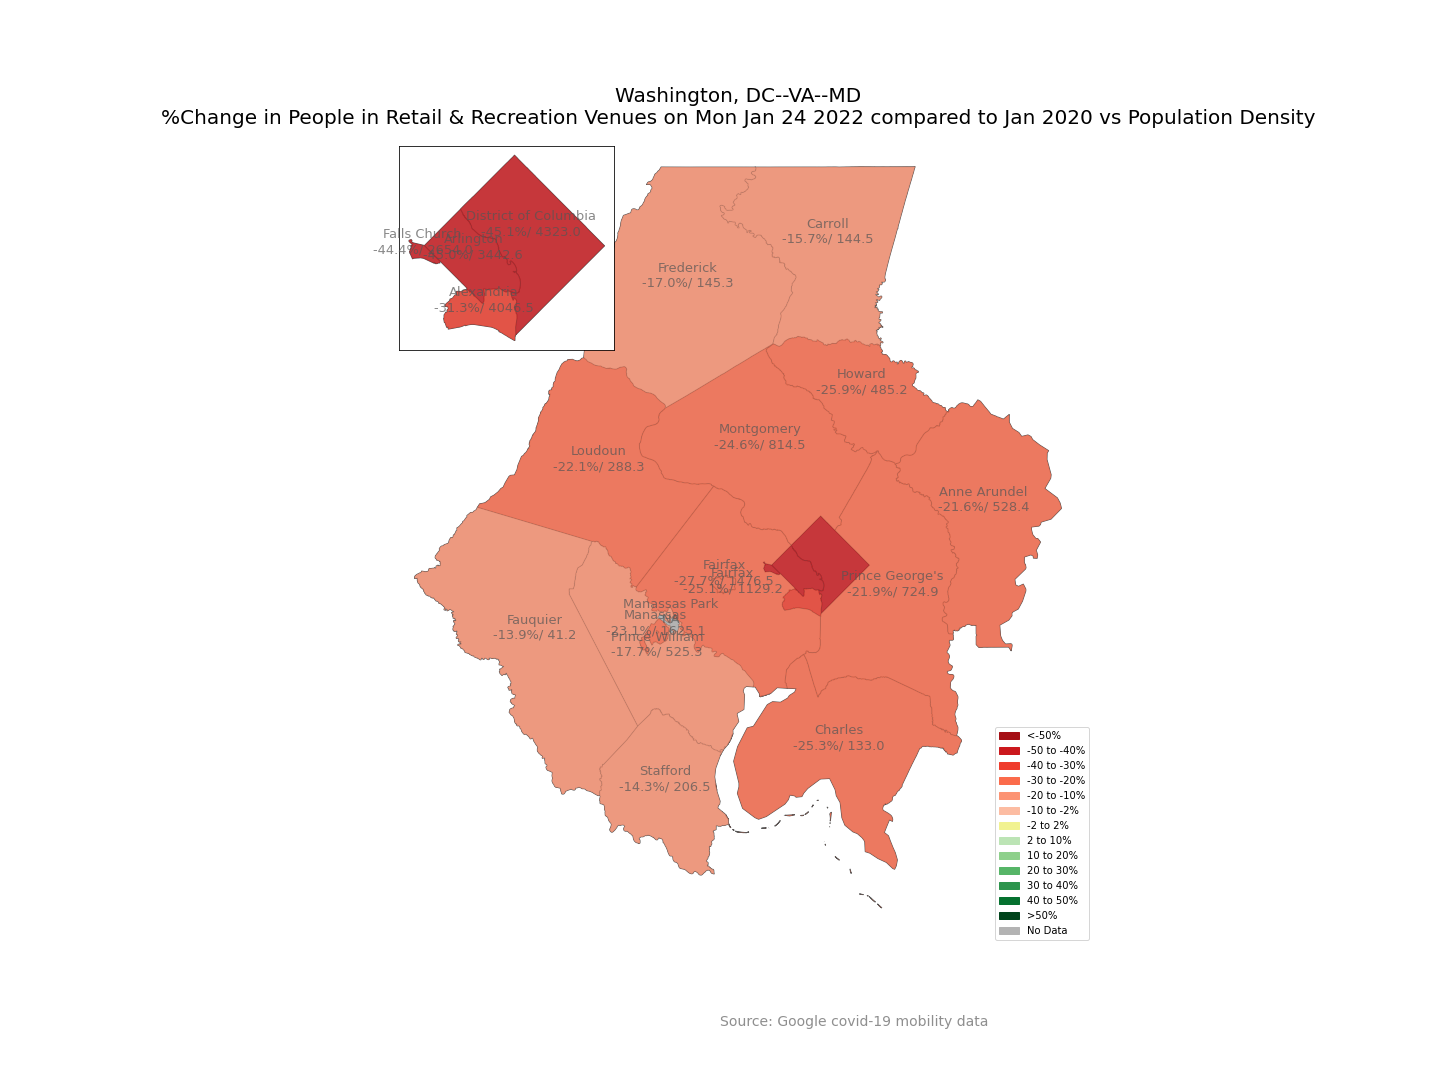 Washington, DC--VA--MD
%Change in People in Retail & Recreation Venues on Mon Jan 24 2022 compared to Jan 2020 vs Population Density
District of Columbia
-45.1%/ 4323.0
Falls Church
-44.4%/
Arlington
3442.6
Alexandria
-31.3%/ 4046.5
Carroll
-15.7%/ 144.5
Frederick
-17.0%/ 145.3
Howard
-25.9%/ 485.2
Montgomery
-24.6%/ 814.5
Loudoun
-22.1%/ 288.3
Anne Arundel
-21.6%/ 528.4
Fairfax
-27.7%/ 1476.5
Fairfax
-25.1%/ 1129.2
Prince George's
-21.9%/ 724.9
Manassas Park
NA
Manassas
-23.1%/ 1625.1
Prince William
-17.7%/ 525.3
Fauquier
-13.9%/ 41.2
Charles
-25.3%/ 133.0
Stafford
-14.3%/ 206.5
<-50%
-50 to -40%
-40 to -30%
-30 to -20%
-20 to -10%
-10 to -2%
-2 to 2%
2 to 10%
10 to 20%
20 to 30%
30 to 40%
40 to 50%
>50%
No Data
Source: Google covid-19 mobility data